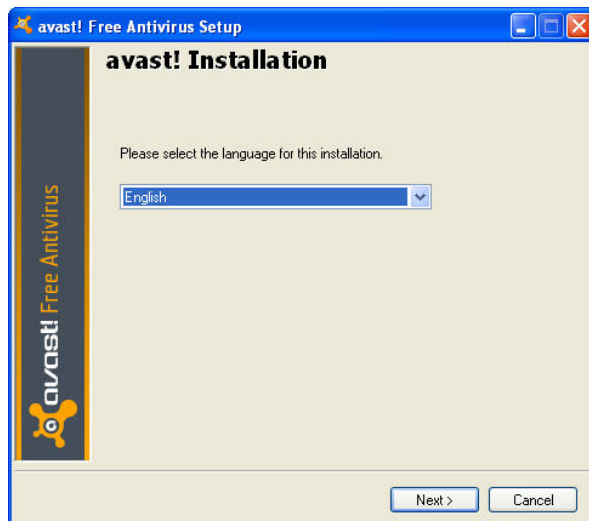 avast! Free Antivirus Setup
avast! Installation
Please select the language for this installation.
English
avast! Free Antivirus
Next >
Cancel